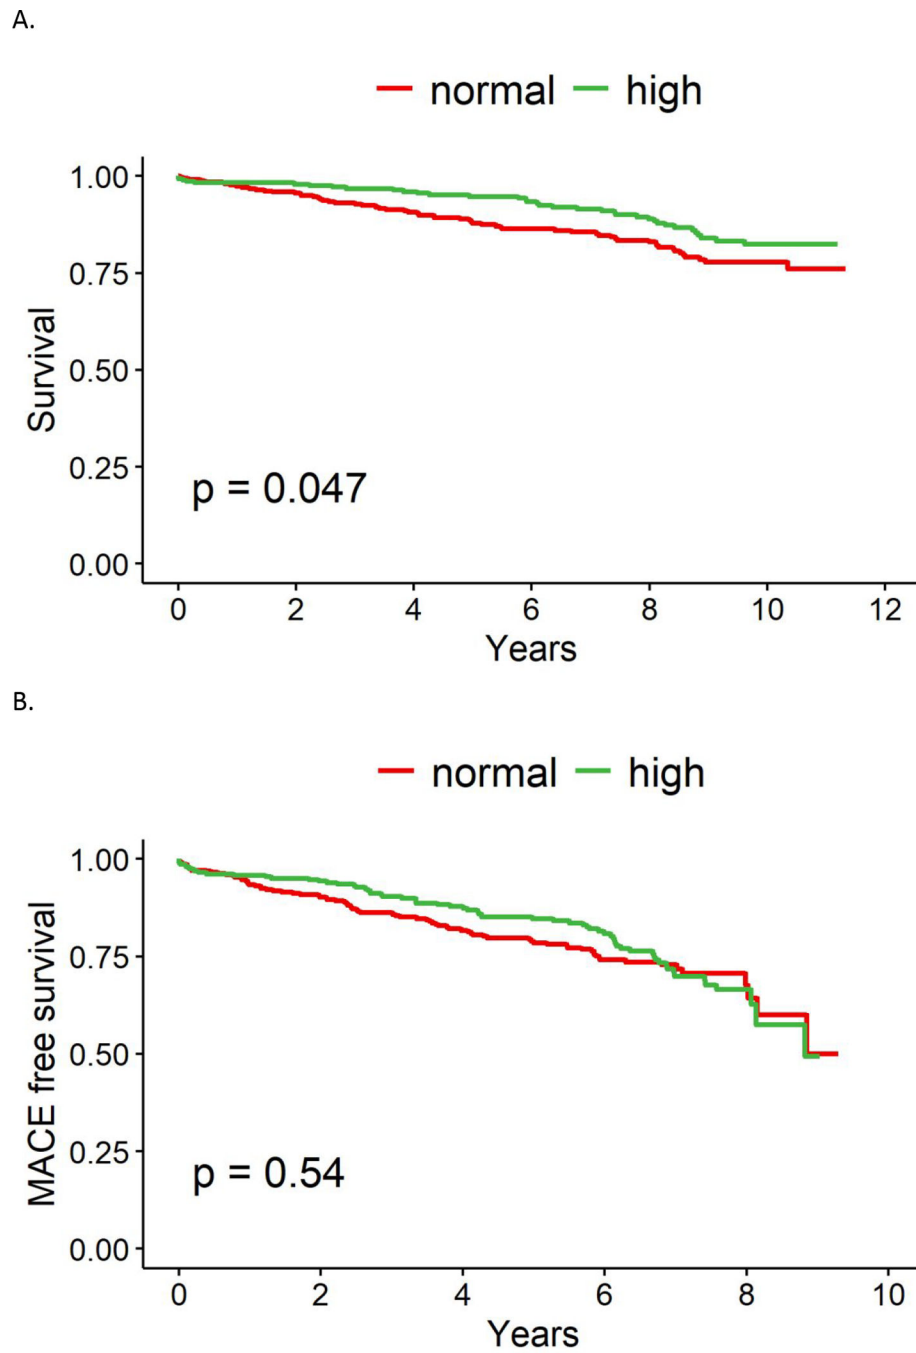 A.
normal high
1.00
0.75
0.50
0.25
0.00
Survival
p = 0.047
0 2 4 6 8 10 12
Years
B.
normal high
1.00
0.75
0.50
0.25
0.00
MACE free survival
p = 0.54
0 2 4 6 8 10
Years